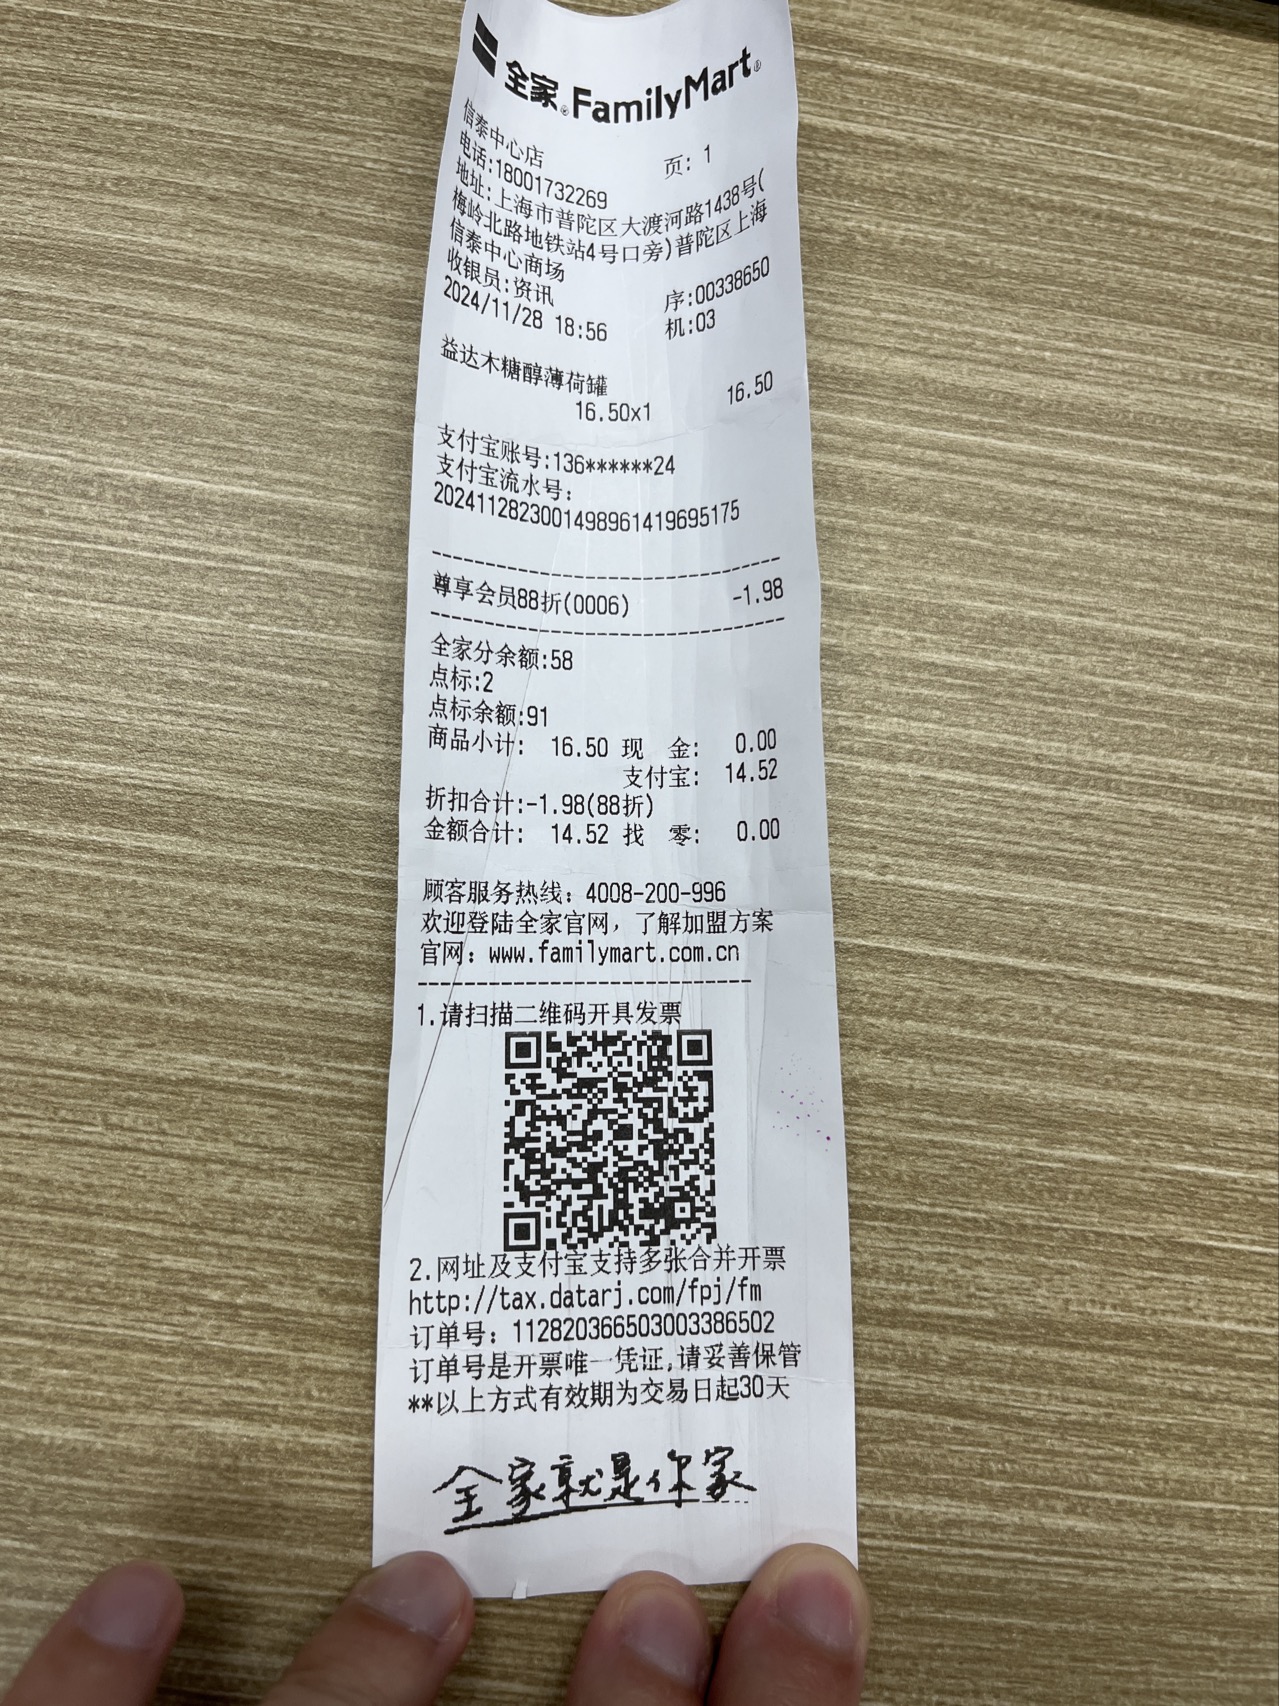 全家 FamilyMart
信泰中心店 页: 1
电话:18001732269
地址:上海市普陀区大渡河路1438号(
梅岭北路地铁站4号口旁)普陀区上海
信泰中心商场
收银员:资讯 序:00338650
2024/11/28 18:56 机:03
益达木糖醇薄荷罐
16.50x1 16.50
支付宝账号:136******24
支付宝流水号:
2024112823001498961419695175
尊享会员88折(0006) -1.98
全家分余额:58
点标:2
点标余额:91
商品小计: 16.50 现 金: 0.00
支付宝: 14.52
折扣合计:-1.98(88折)
金额合计: 14.52 找 零: 0.00
顾客服务热线: 4008-200-996
欢迎登陆全家官网, 了解加盟方案
官网: www.familymart.com.cn
1.请扫描二维码开具发票
2.网址及支付宝支持多张合并开票
http://tax.datarj.com/fpj/fm
订单号: 1128203665030033​86502
订单号是开票唯一凭证,请妥善保管
**以上方式有效期为交易日起30天
全家就是你家